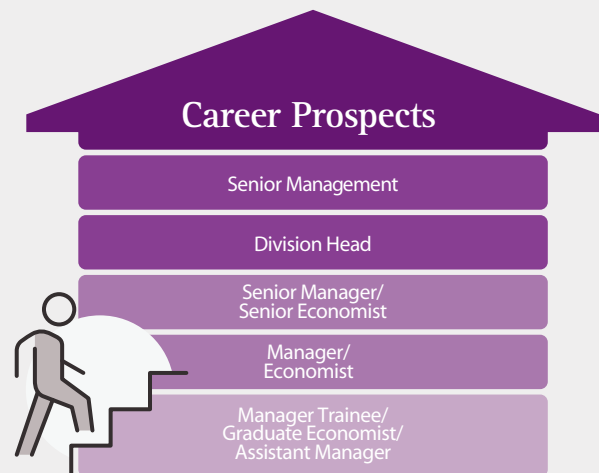 Career Prospects
Senior Management
Division Head
Senior Manager/
Senior Economist
Manager/
Economist
Manager Trainee/
Graduate Economist/
Assistant Manager